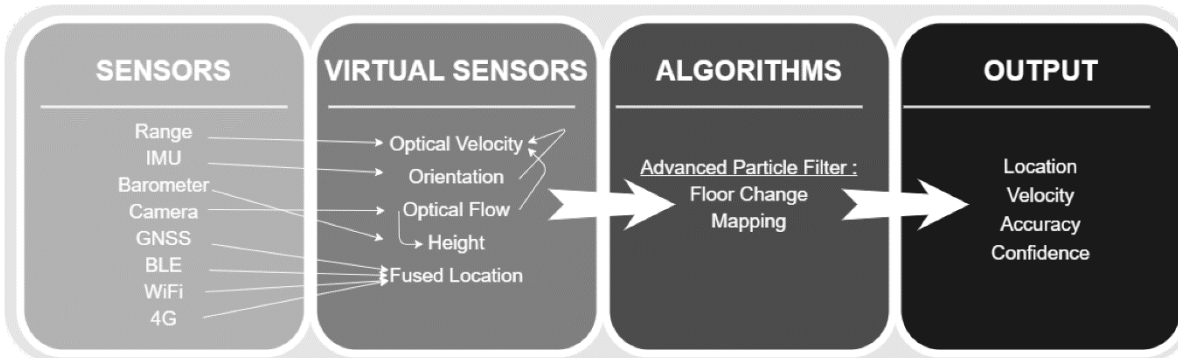 SENSORS
Range
IMU
Barometer
Camera
GNSS
BLE
WiFi
4G
VIRTUAL SENSORS
Optical Velocity
Orientation
Optical Flow
Height
Fused Location
ALGORITHMS
Advanced Particle Filter :
Floor Change
Mapping
OUTPUT
Location
Velocity
Accuracy
Confidence